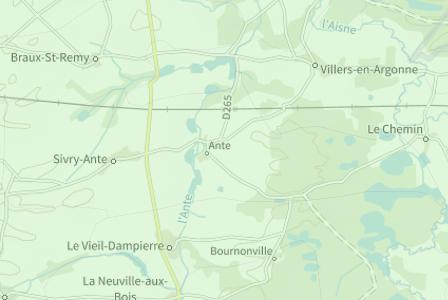 l'Aisne
Braux-St-Remy
Villers-en-Argonne
D265
Le Chemin
Ante
Sivry-Ante
l'Ante
Le Vieil-Dampierre
Bournonville
La Neuville-aux-
Bois